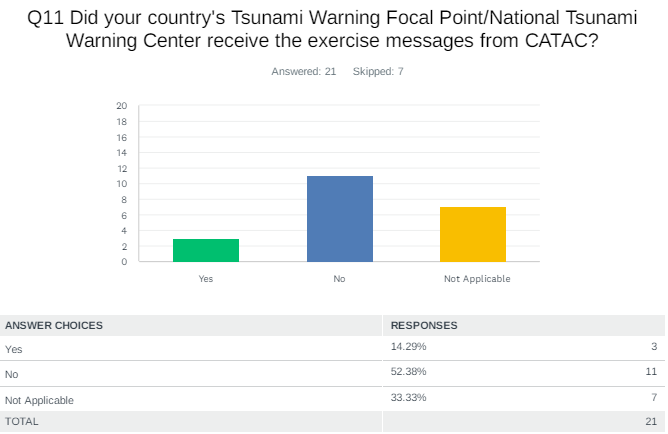 Q11 Did your country's Tsunami Warning Focal Point/National Tsunami
Warning Center receive the exercise messages from CATAC?
Answered: 21 Skipped: 7
20
18
16
14
12
10
8
6
4
2
0
Yes No Not Applicable
ANSWER CHOICES RESPONSES
Yes 14.29% 3
No 52.38% 11
Not Applicable 33.33% 7
TOTAL 21